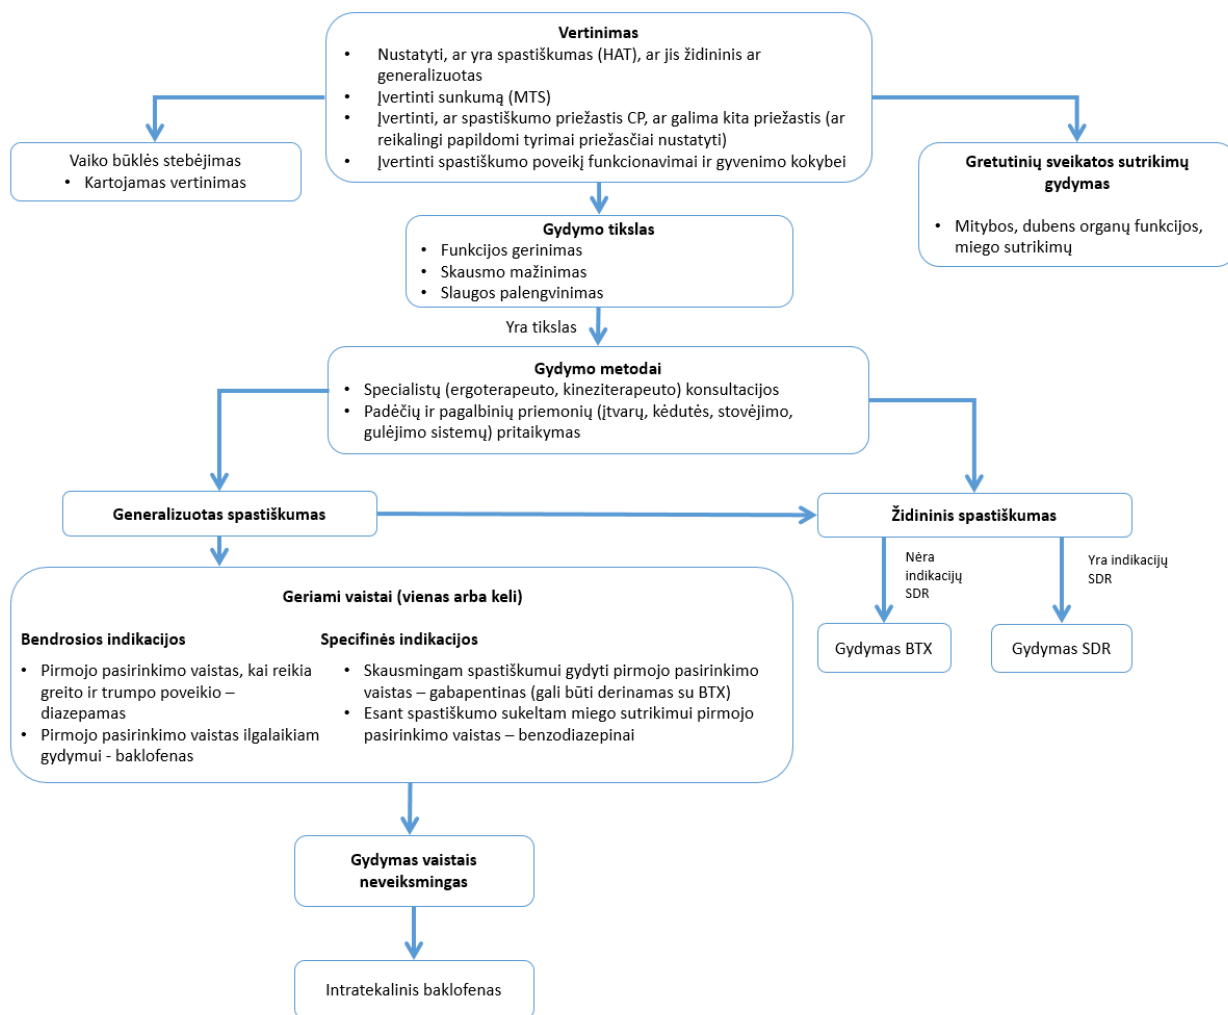 Vertinimas
• Nustatyti, ar yra spastiškumas (HAT), ar jis židininis ar
generalizuotas
• Įvertinti sunkumą (MTS)
• Įvertinti, ar spastiškumo priežastis CP, ar galima kita priežastis (ar
reikalingi papildomi tyrimai priežasčiai nustatyti)
• Įvertinti spastiškumo poveikį funkcionavimai ir gyvenimo kokybei
Vaiko būklės stebėjimas
• Kartojamas vertinimas
Gretutinių sveikatos sutrikimų
gydymas
• Mitybos, dubens organų funkcijos,
miego sutrikimų
Gydymo tikslas
• Funkcijos gerinimas
• Skausmo mažinimas
• Slaugos palengvinimas
Yra tikslas
Gydymo metodai
• Specialistų (ergoterapeuto, kineziterapeuto) konsultacijos
• Padėčių ir pagalbinių priemonių (įtvarų, kėdutės, stovėjimo,
gulėjimo sistemų) pritaikymas
Generalizuotas spastiškumas
Židininis spastiškumas
Nėra
indikacijų
SDR
Yra indikacijų
SDR
Gydymas BTX
Gydymas SDR
Geriami vaistai (vienas arba keli)
Bendrosios indikacijos
• Pirmojo pasirinkimo vaistas, kai reikia
greito ir trumpo poveikio –
diazepamas
• Pirmojo pasirinkimo vaistas ilgalaikiam
gydymui - baklofenas
Specifinės indikacijos
• Skausmingam spastiškumui gydyti pirmojo pasirinkimo
vaistas – gabapentinas (gali būti derinamas su BTX)
• Esant spastiškumo sukeltam miego sutrikimui pirmojo
pasirinkimo vaistas – benzodiazepinai
Gydymas vaistais
neveiksmingas
Intratekalinis baklofenas